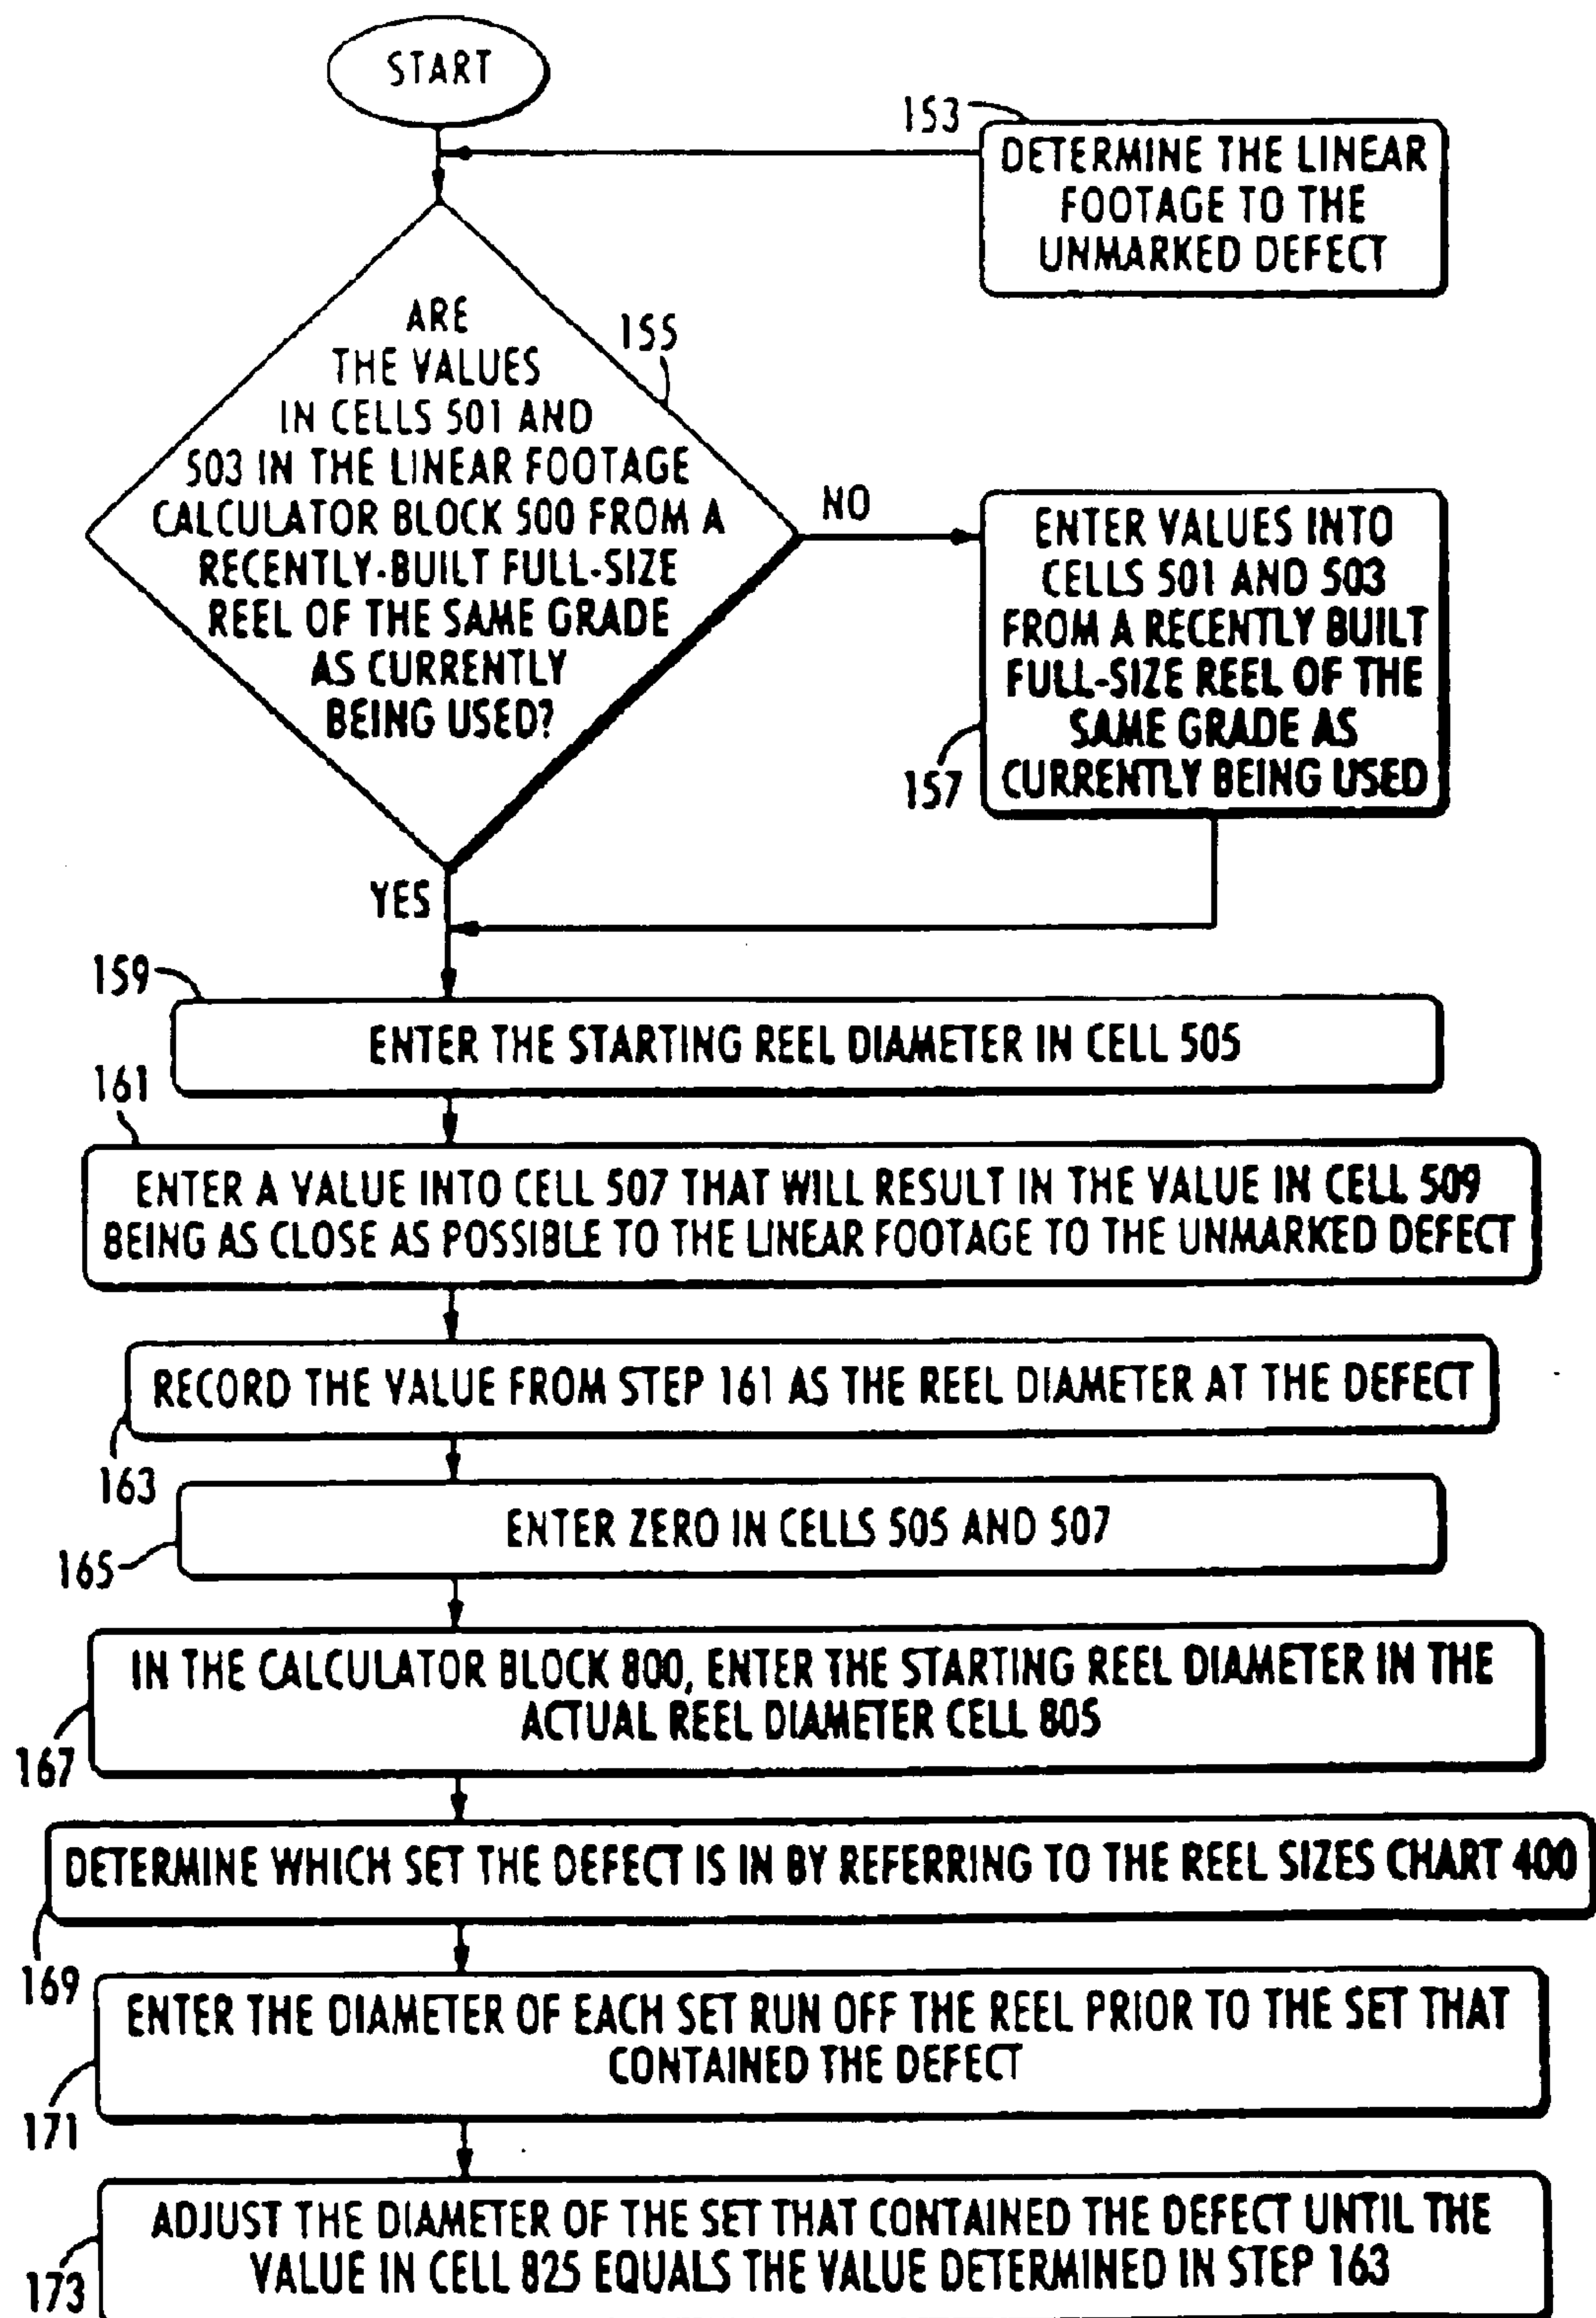 START
153
DETERMINE THE LINEAR
FOOTAGE TO THE
UNMARKED DEFECT
ARE
THE VALUES
IN CELLS 501 AND
503 IN THE LINEAR FOOTAGE
CALCULATOR BLOCK 500 FROM A
RECENTLY-BUILT FULL-SIZE
REEL OF THE SAME GRADE
AS CURRENTLY
BEING USED?
155
NO
ENTER VALUES INTO
CELLS 501 AND 503
FROM A RECENTLY BUILT
FULL-SIZE REEL OF THE
SAME GRADE AS
CURRENTLY BEING USED
157
YES
159
ENTER THE STARTING REEL DIAMETER IN CELL 505
161
ENTER A VALUE INTO CELL 507 THAT WILL RESULT IN THE VALUE IN CELL 509
BEING AS CLOSE AS POSSIBLE TO THE LINEAR FOOTAGE TO THE UNMARKED DEFECT
RECORD THE VALUE FROM STEP 161 AS THE REEL DIAMETER AT THE DEFECT
163
ENTER ZERO IN CELLS 505 AND 507
165
IN THE CALCULATOR BLOCK 800, ENTER THE STARTING REEL DIAMETER IN THE
ACTUAL REEL DIAMETER CELL 805
167
DETERMINE WHICH SET THE DEFECT IS IN BY REFERRING TO THE REEL SIZES CHART 400
169
ENTER THE DIAMETER OF EACH SET RUN OFF THE REEL PRIOR TO THE SET THAT
CONTAINED THE DEFECT
171
ADJUST THE DIAMETER OF THE SET THAT CONTAINED THE DEFECT UNTIL THE
VALUE IN CELL 825 EQUALS THE VALUE DETERMINED IN STEP 163
173